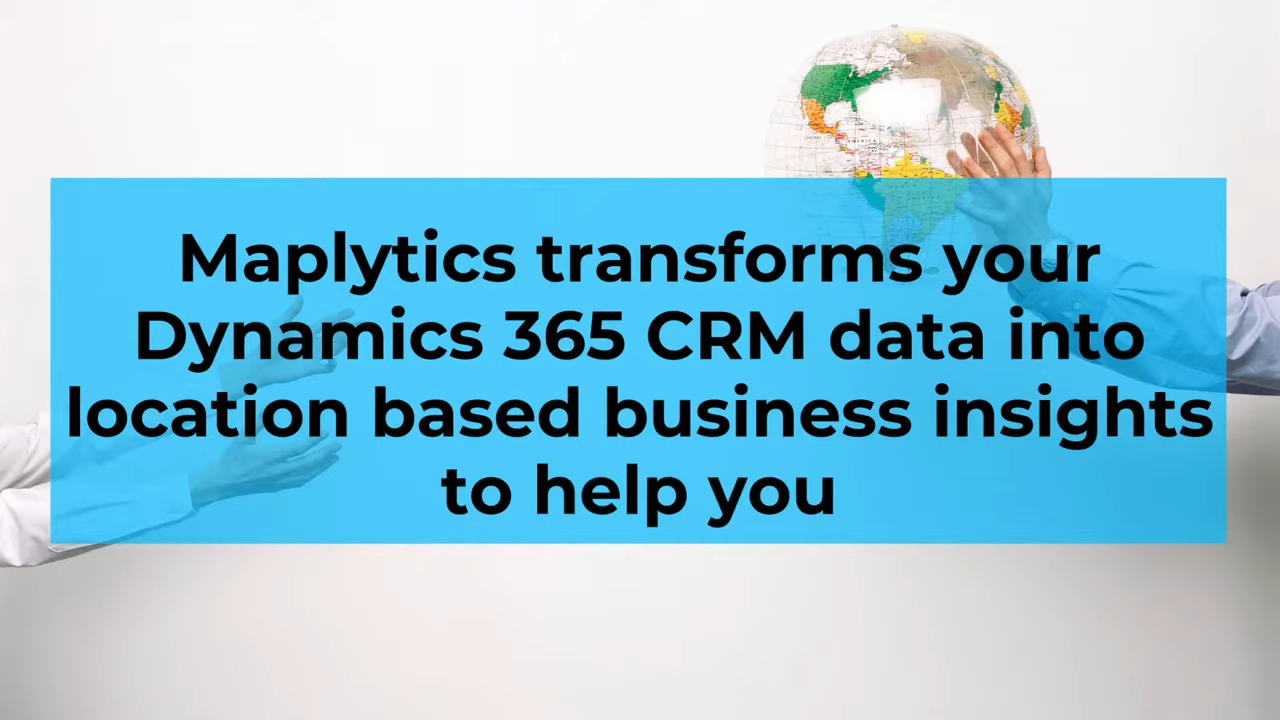 Maplytics transforms your
Dynamics 365 CRM data into
location based business insights
to help you